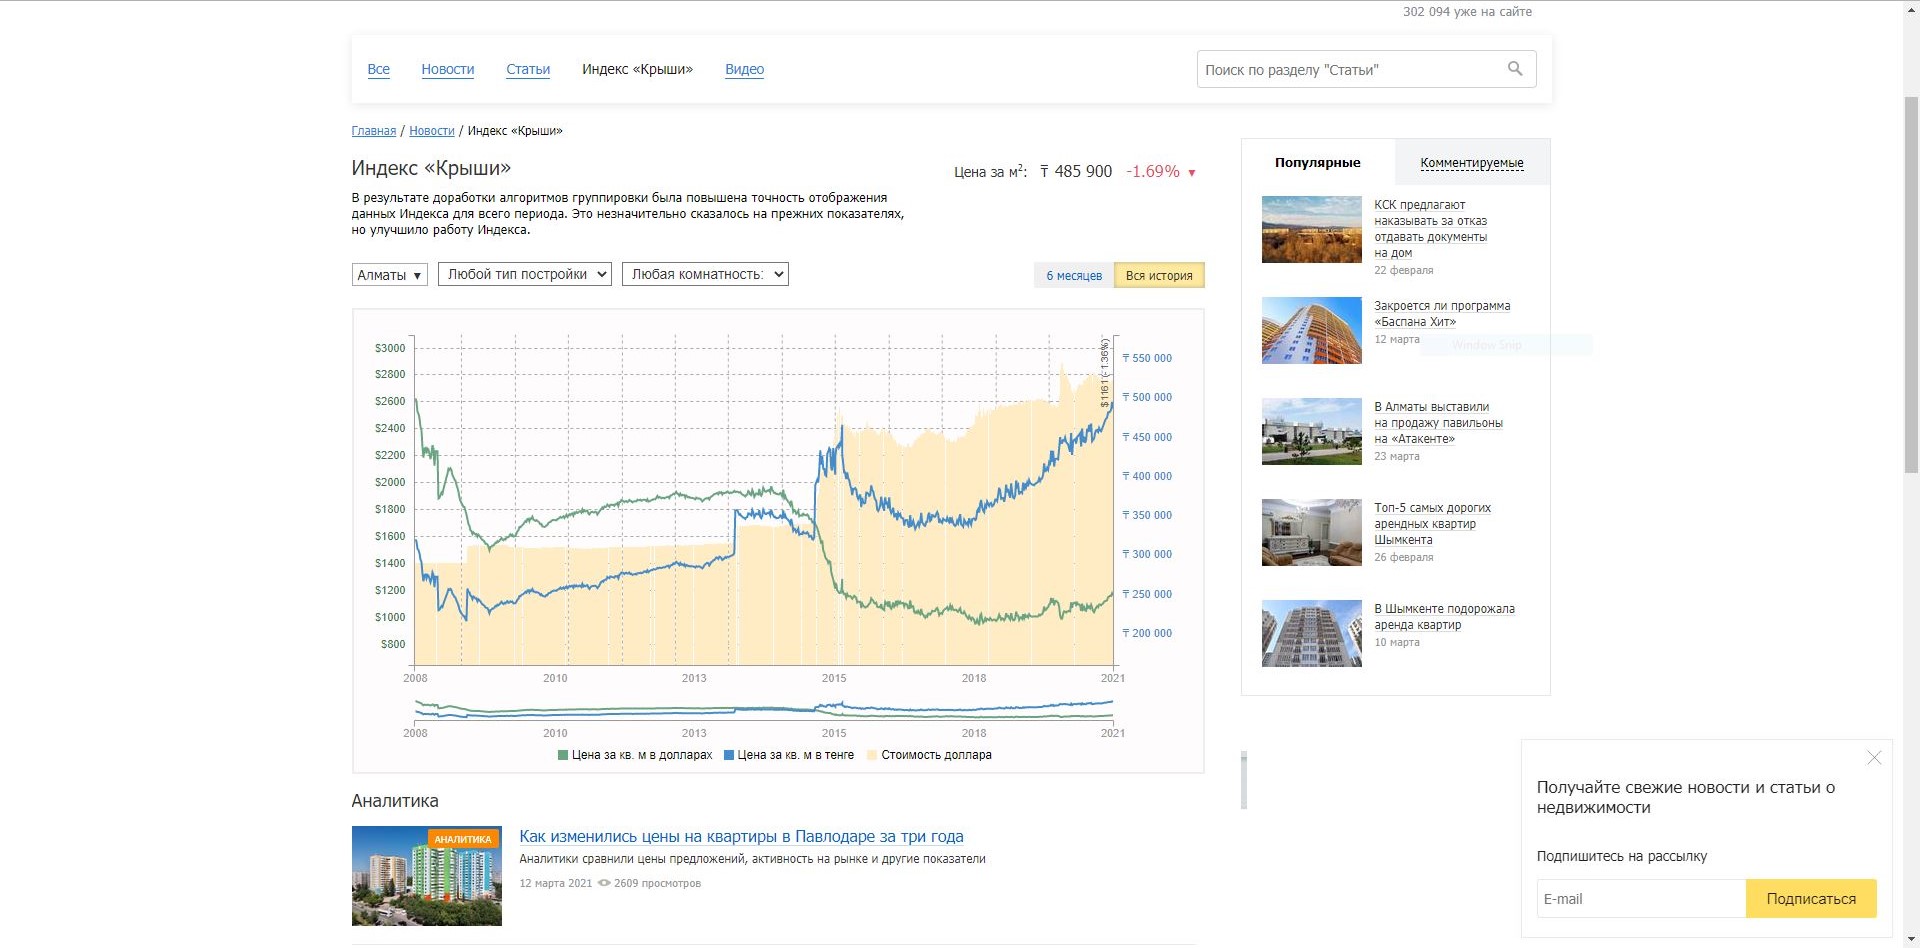 302 094 уже на сайте
Все
Новости
Статьи
Индекс «Крыши»
Видео
Поиск по разделу "Статьи"
Главная / Новости / Индекс «Крыши»
Индекс «Крыши»
Цена за м²: ₸ 485 900 -1.69% ▼
В результате доработки алгоритмов группировки была повышена точность отображения
данных Индекса для всего периода. Это незначительно сказалось на прежних показателях,
но улучшило работу Индекса.
Алматы ▼
Любой тип постройки
Любая комнатность:
6 месяцев
Вся история
$3000
$2800
$2600
$2400
$2200
$2000
$1800
$1600
$1400
$1200
$1000
$800
$1161 (-1.36%)
₸ 550 000
₸ 500 000
₸ 450 000
₸ 400 000
₸ 350 000
₸ 300 000
₸ 250 000
₸ 200 000
2008 2010 2013 2015 2018 2021
2008 2010 2013 2015 2018 2021
Цена за кв. м в долларах Цена за кв. м в тенге Стоимость доллара
Аналитика
АНАЛИТИКА
Как изменились цены на квартиры в Павлодаре за три года
Аналитики сравнили цены предложений, активность на рынке и другие показатели
12 марта 2021 2609 просмотров
Популярные
Комментируемые
КСК предлагают
наказывать за отказ
отдавать документы
на дом
22 февраля
Закроется ли программа
«Баспана Хит»
12 марта
Window Snip
В Алматы выставили
на продажу павильоны
на «Атакенте»
23 марта
Топ-5 самых дорогих
арендных квартир
Шымкента
26 февраля
В Шымкенте подорожала
аренда квартир
10 марта
Получайте свежие новости и статьи о
недвижимости
Подпишитесь на рассылку
E-mail
Подписаться